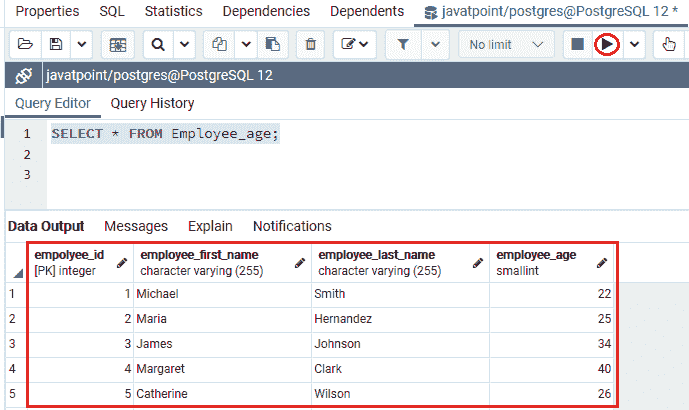 Properties SQL Statistics Dependencies Dependents javatpoint/postgres@PostgreSQL 12 *
No limit
javatpoint/postgres@PostgreSQL 12
Query Editor Query History
1 SELECT * FROM Employee_age;
2
3
Data Output Messages Explain Notifications
empolyee_id employee_first_name employee_last_name employee_age
[PK] integer character varying (255) character varying (255) smallint
1 1 Michael Smith 22
2 2 Maria Hernandez 25
3 3 James Johnson 34
4 4 Margaret Clark 40
5 5 Catherine Wilson 26